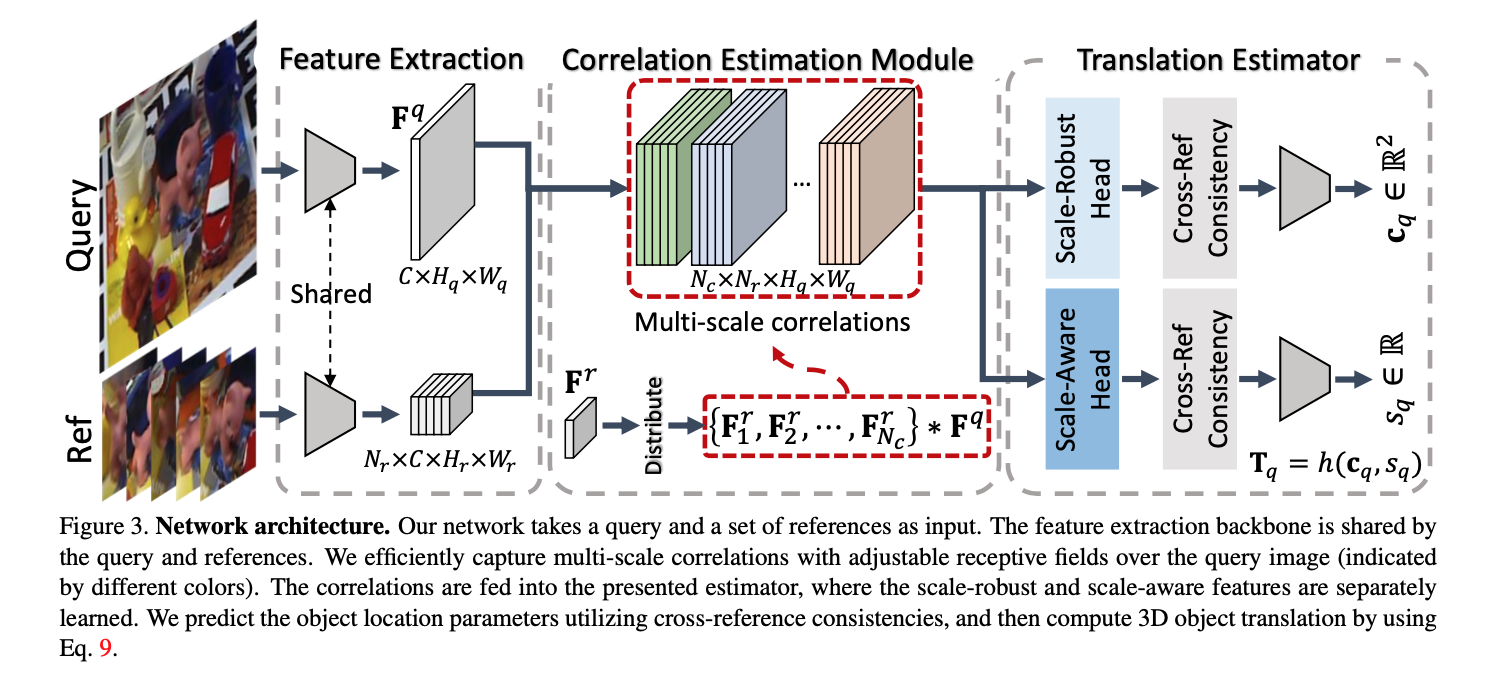 Feature Extraction
Correlation Estimation Module
Translation Estimator
Query
Ref
𝐅^q
C×H_q×W_q
Shared
N_r×C×H_r×W_r
...
N_c×N_r×H_q×W_q
Multi-scale correlations
𝐅^r
Distribute
{𝐅_1^r, 𝐅_2^r, ⋯, 𝐅_{N_c}^r} ∗ 𝐅^q
Scale-Robust
Head
Cross-Ref
Consistency
𝐜_q ∈ ℝ^2
Scale-Aware
Head
Cross-Ref
Consistency
s_q ∈ ℝ
𝐓_q = h(𝐜_q, s_q)
Figure 3. Network architecture. Our network takes a query and a set of references as input. The feature extraction backbone is shared by
the query and references. We efficiently capture multi-scale correlations with adjustable receptive fields over the query image (indicated
by different colors). The correlations are fed into the presented estimator, where the scale-robust and scale-aware features are separately
learned. We predict the object location parameters utilizing cross-reference consistencies, and then compute 3D object translation by using
Eq. 9.